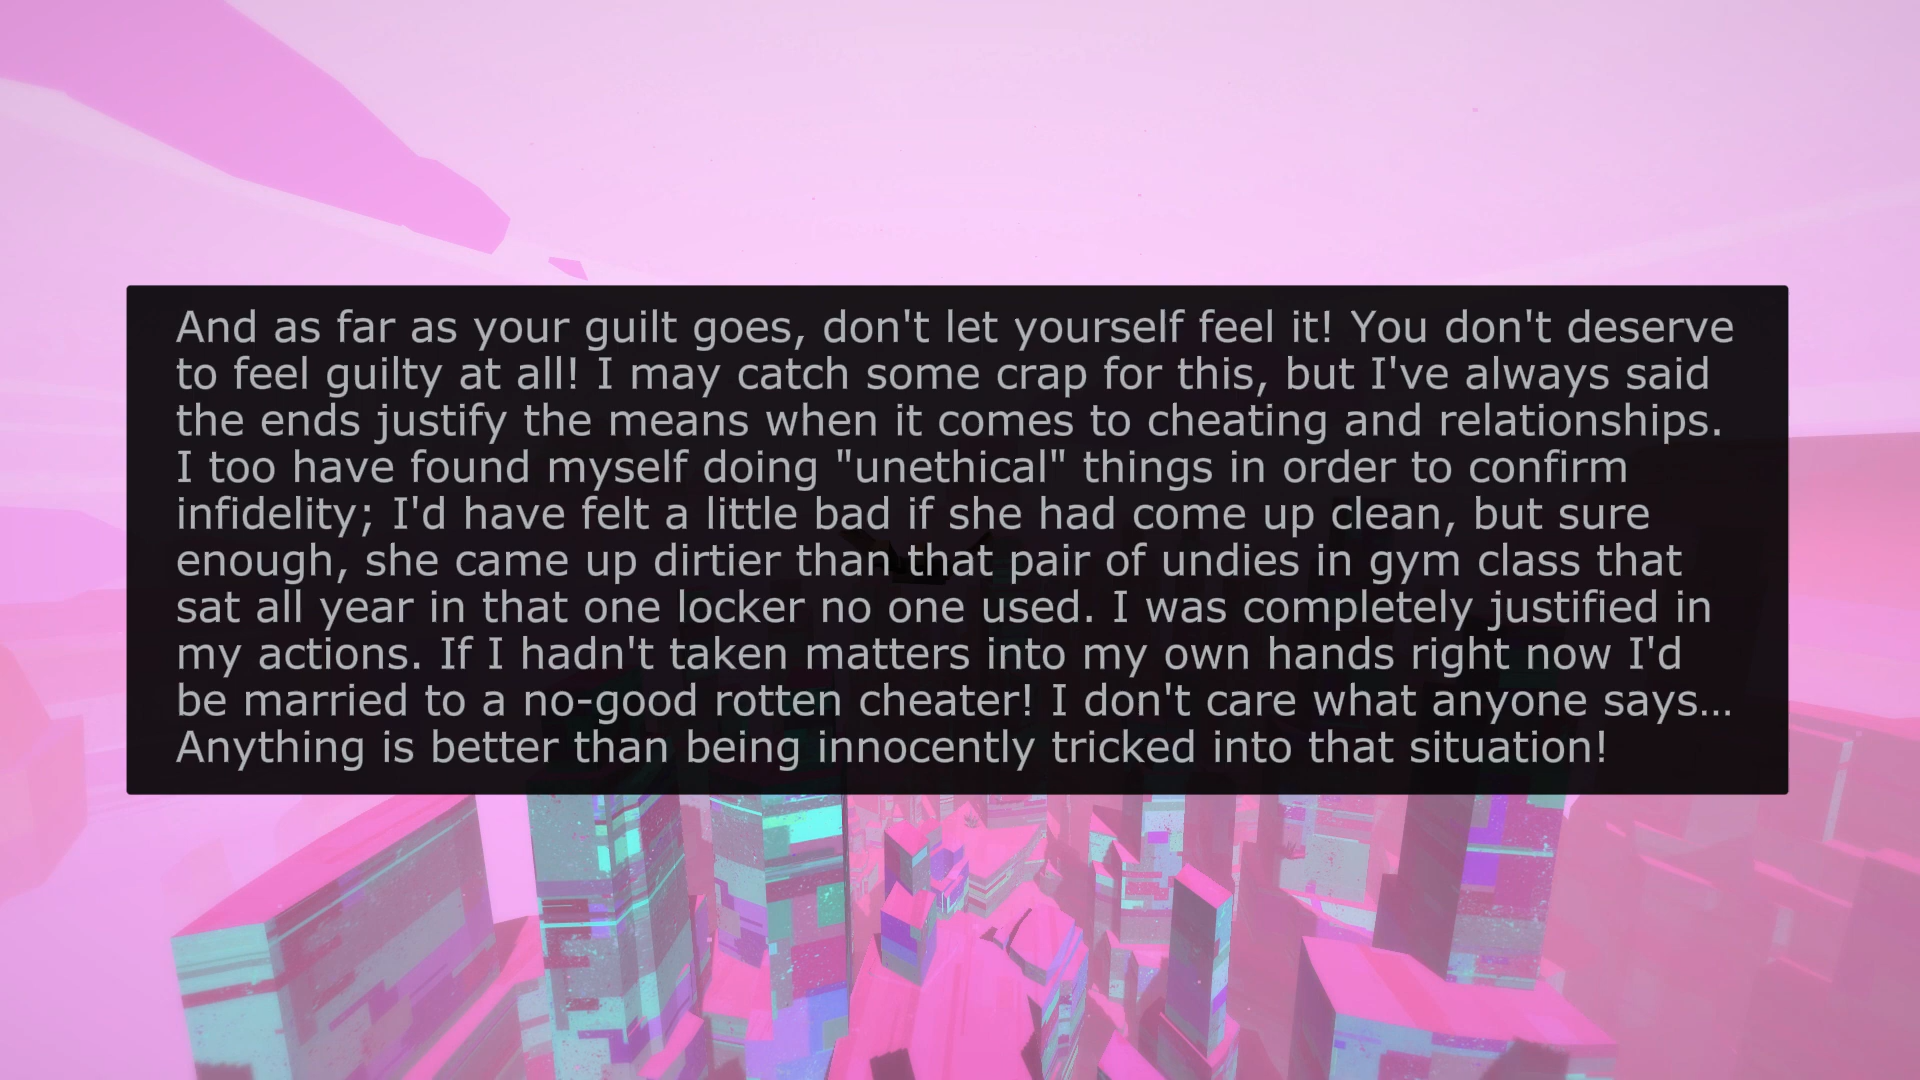 And as far as your guilt goes, don't let yourself feel it! You don't deserve
to feel guilty at all! I may catch some crap for this, but I've always said
the ends justify the means when it comes to cheating and relationships.
I too have found myself doing "unethical" things in order to confirm
infidelity; I'd have felt a little bad if she had come up clean, but sure
enough, she came up dirtier than that pair of undies in gym class that
sat all year in that one locker no one used. I was completely justified in
my actions. If I hadn't taken matters into my own hands right now I'd
be married to a no-good rotten cheater! I don't care what anyone says...
Anything is better than being innocently tricked into that situation!